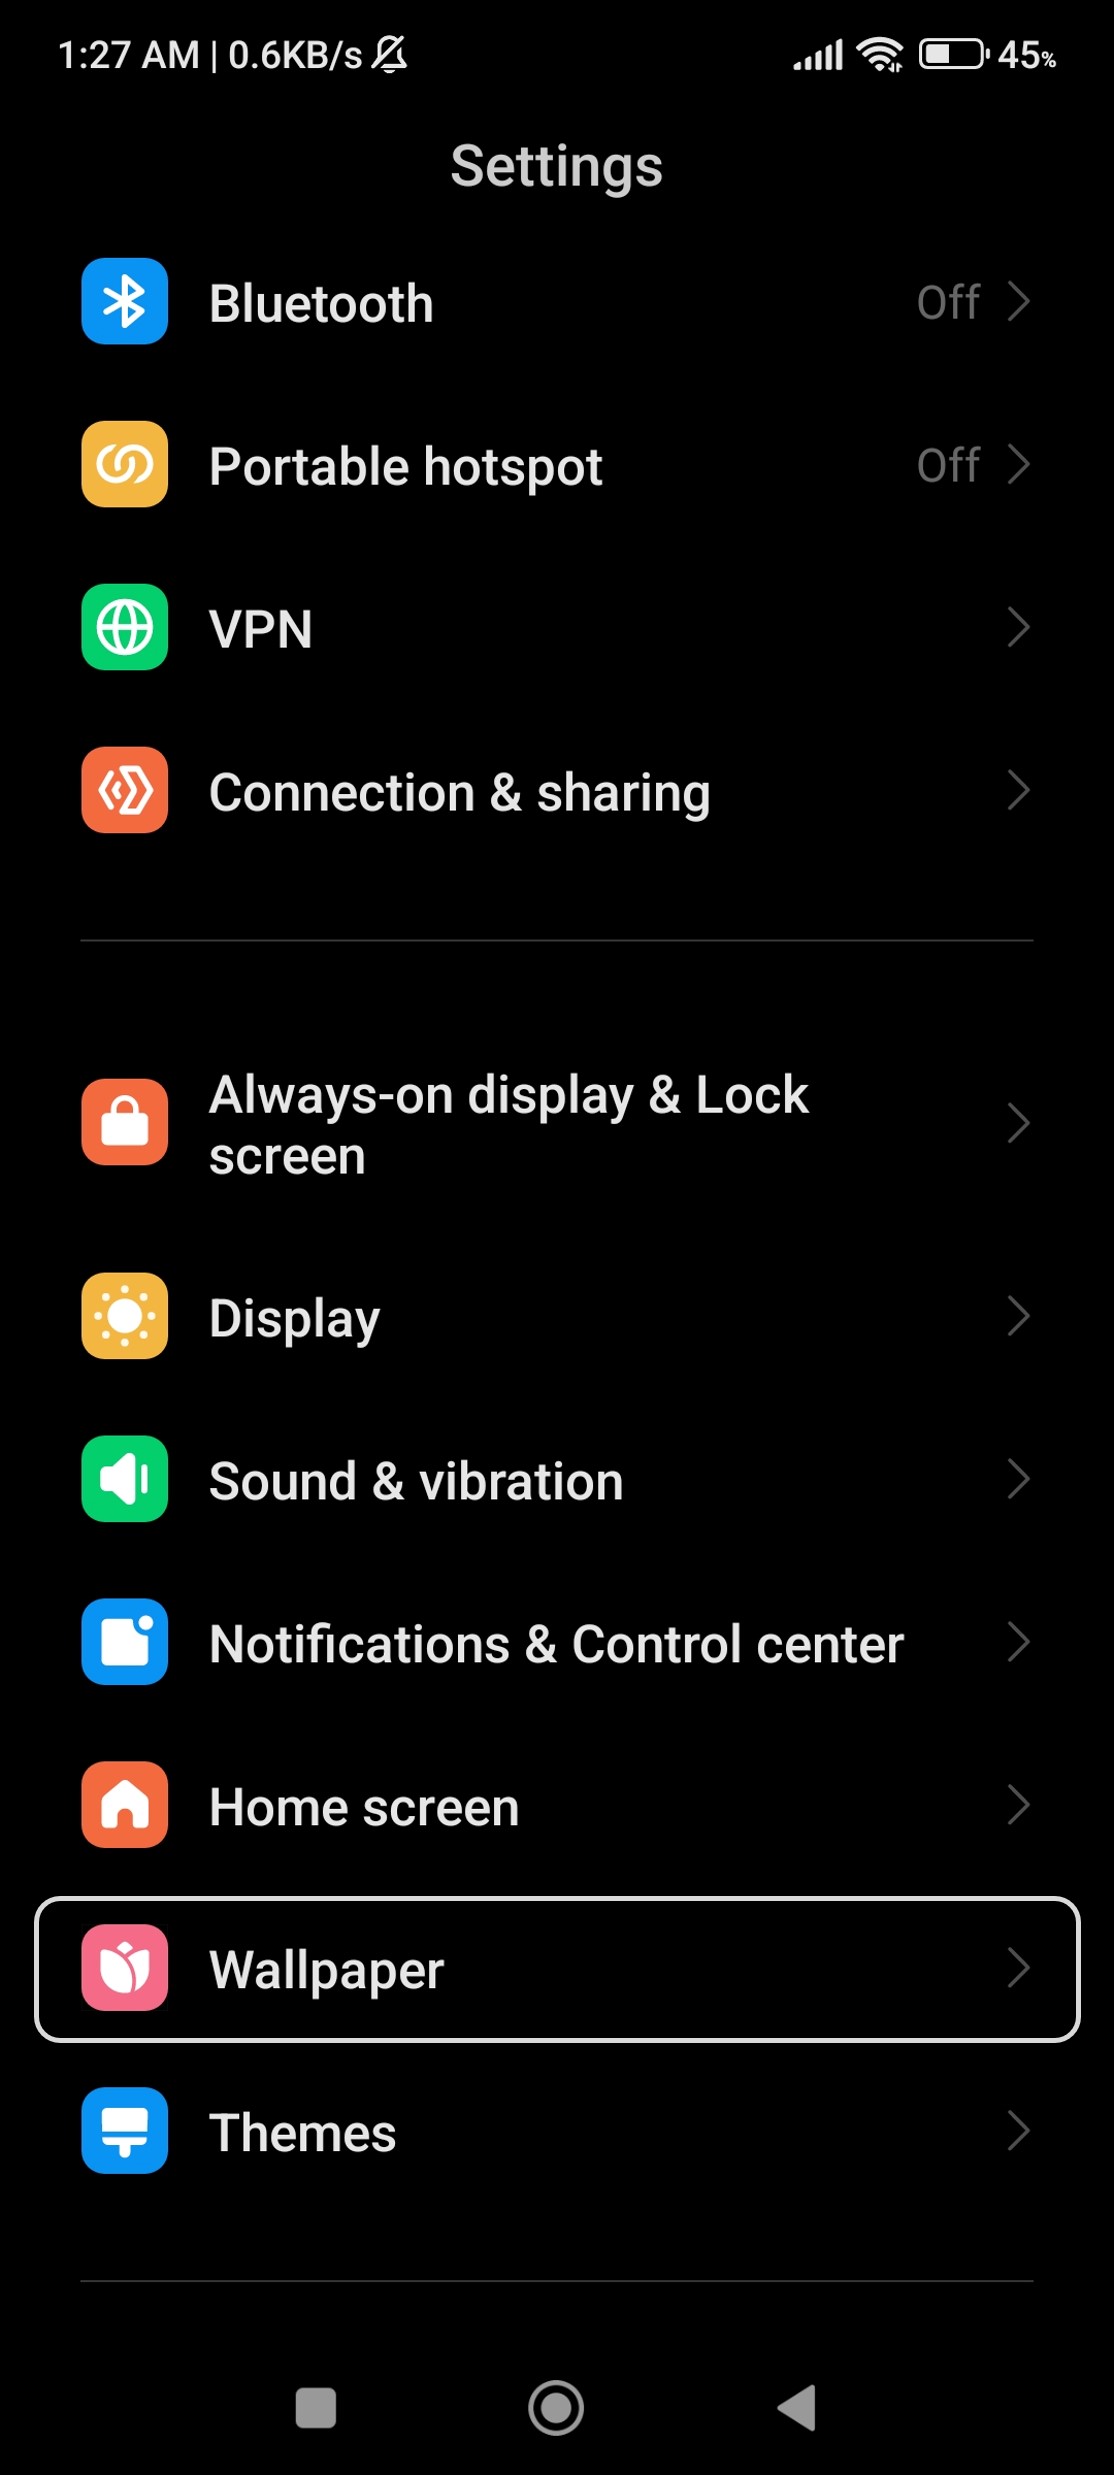 1:27 AM | 0.6KB/s 45%
Settings
Bluetooth Off
Portable hotspot Off
VPN
Connection & sharing
Always-on display & Lock
screen
Display
Sound & vibration
Notifications & Control center
Home screen
Wallpaper
Themes